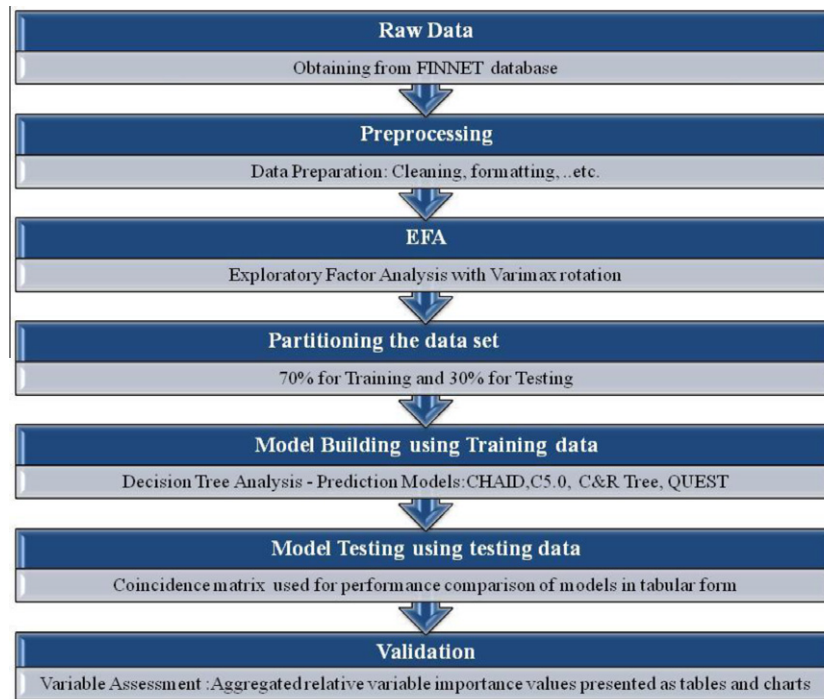 Raw Data
Obtaining from FINNET database
Preprocessing
Data Preparation: Cleaning, formatting, ..etc.
EFA
Exploratory Factor Analysis with Varimax rotation
Partitioning the data set
70% for Training and 30% for Testing
Model Building using Training data
Decision Tree Analysis - Prediction Models:CHAID,C5.0, C&R Tree, QUEST
Model Testing using testing data
Coincidence matrix used for performance comparison of models in tabular form
Validation
Variable Assessment :Aggregated relative variable importance values presented as tables and charts